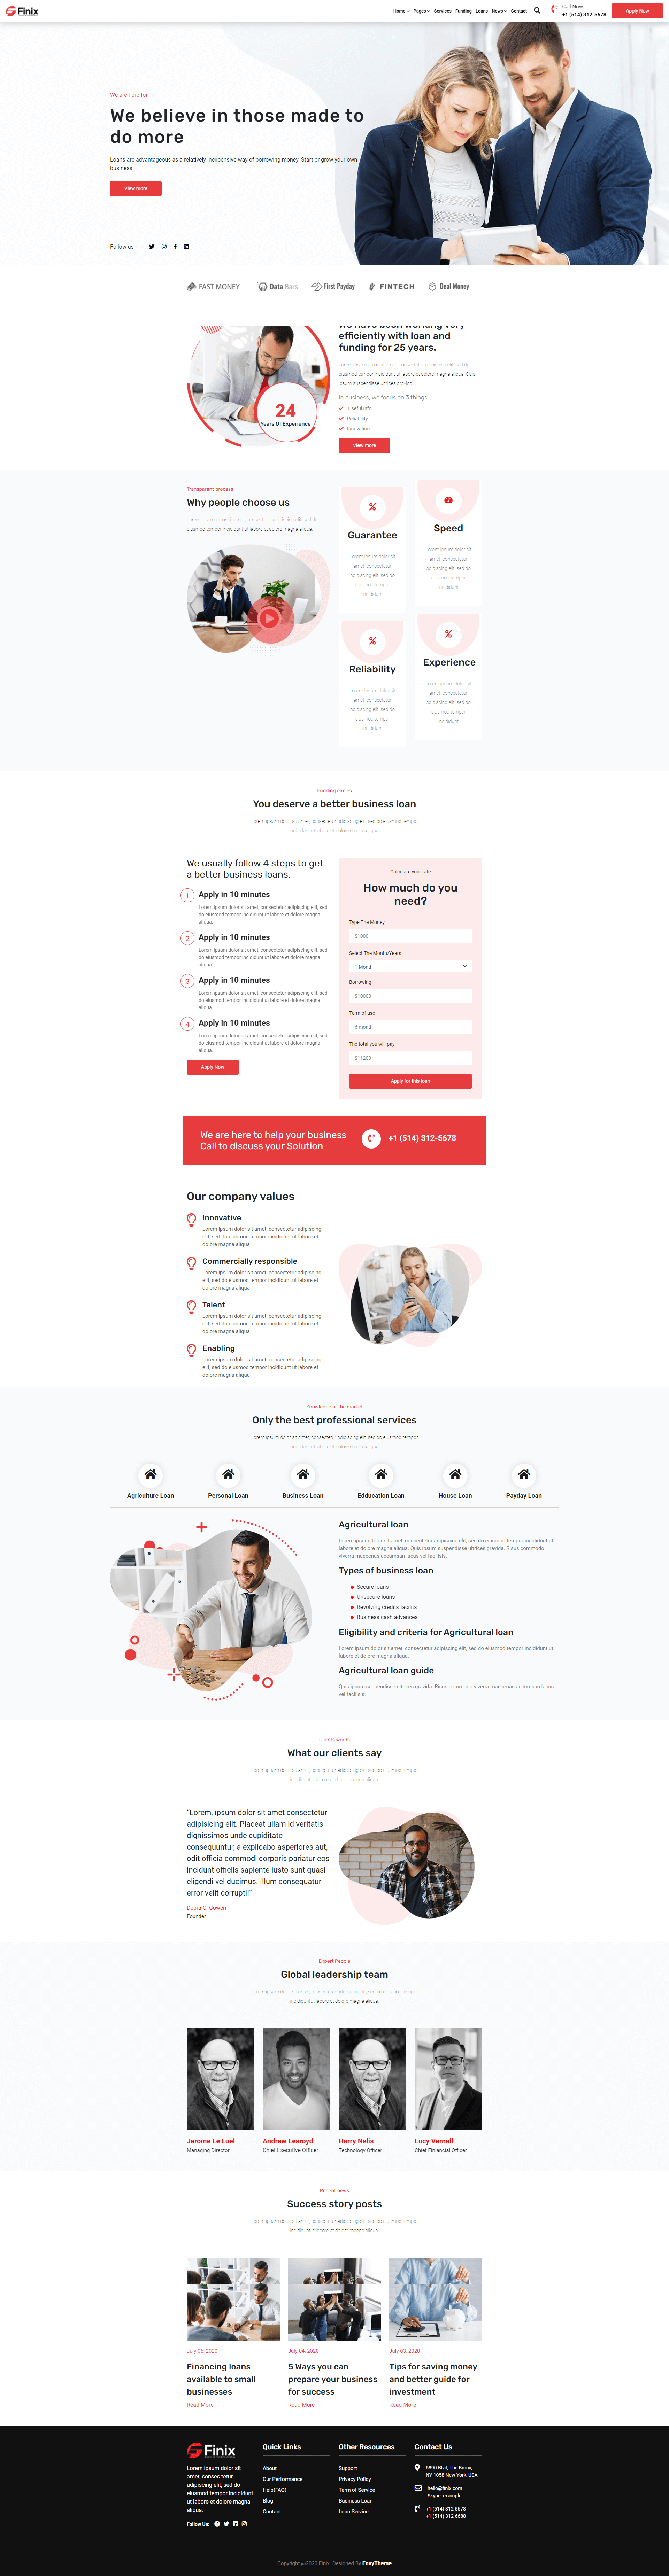 Finix
Home Pages Services Funding Loans News Contact
Call Now
+1 (514) 312-5678
Apply Now
We are here for
We believe in those made to
do more
Loans are advantageous as a relatively inexpensive way of borrowing money. Start or grow your own
business
View more
Follow us
FAST MONEY
Data Bars
First Payday
FINTECH
Deal Money
24
Years Of Experience
We have been working very
efficiently with loan and
funding for 25 years.
Lorem ipsum dolor sit amet, consectetur adipiscing elit, sed do
eiusmod tempor incididunt ut labore et dolore magna aliqua. Quis
ipsum suspendisse ultrices gravida.
In business, we focus on 3 things.
Useful info
Reliability
Innovation
View more
Transparent process
Why people choose us
Lorem ipsum dolor sit amet, consectetur adipiscing elit, sed do
eiusmod tempor incididunt ut labore et dolore magna aliqua.
Guarantee
Lorem ipsum dolor sit
amet, consectetur
adipiscing elit, sed do
eiusmod tempor
incididunt.
Speed
Lorem ipsum dolor sit
amet, consectetur
adipiscing elit, sed do
eiusmod tempor
incididunt
Reliability
Lorem ipsum dolor sit
amet, consectetur
adipiscing elit, sed do
eiusmod tempor
incididunt
Experience
Lorem ipsum dolor sit
amet, consectetur
adipiscing elit, sed do
eiusmod tempor
incididunt
Funding circles
You deserve a better business loan
Lorem ipsum dolor sit amet, consectetur adipiscing elit, sed do eiusmod tempor
incididunt ut labore et dolore magna aliqua.
We usually follow 4 steps to get
a better business loans.
1
Apply in 10 minutes
Lorem ipsum dolor sit amet, consectetur adipiscing elit, sed
do eiusmod tempor incididunt ut labore et dolore magna
aliqua.
2
Apply in 10 minutes
Lorem ipsum dolor sit amet, consectetur adipiscing elit, sed
do eiusmod tempor incididunt ut labore et dolore magna
aliqua.
3
Apply in 10 minutes
Lorem ipsum dolor sit amet, consectetur adipiscing elit, sed
do eiusmod tempor incididunt ut labore et dolore magna
aliqua.
4
Apply in 10 minutes
Lorem ipsum dolor sit amet, consectetur adipiscing elit, sed
do eiusmod tempor incididunt ut labore et dolore magna
aliqua.
Apply Now
Calculate your rate
How much do you
need?
Type The Money
$1000
Select The Month/Years
1 Month
Borrowing
$10000
Term of use
6 month
The total you will pay
$11200
Apply for this loan
We are here to help your business
Call to discuss your Solution
+1 (514) 312-5678
Our company values
Innovative
Lorem ipsum dolor sit amet, consectetur adipiscing
elit, sed do eiusmod tempor incididunt ut labore et
dolore magna aliqua
Commercially responsible
Lorem ipsum dolor sit amet, consectetur adipiscing
elit, sed do eiusmod tempor incididunt ut labore et
dolore magna aliqua
Talent
Lorem ipsum dolor sit amet, consectetur adipiscing
elit, sed do eiusmod tempor incididunt ut labore et
dolore magna aliqua
Enabling
Lorem ipsum dolor sit amet, consectetur adipiscing
elit, sed do eiusmod tempor incididunt ut labore et
dolore magna aliqua
Knowledge of the market
Only the best professional services
Lorem ipsum dolor sit amet, consectetur adipiscing elit, sed do eiusmod tempor
incididunt ut labore et dolore magna aliqua.
Agriculture Loan
Personal Loan
Business Loan
Edducation Loan
House Loan
Payday Loan
Agricultural loan
Lorem ipsum dolor sit amet, consectetur adipiscing elit, sed do eiusmod tempor incididunt ut
labore et dolore magna aliqua. Quis ipsum suspendisse ultrices gravida. Risus commodo
viverra maecenas accumsan lacus vel facilisis.
Types of business loan
Secure loans
Unsecure loans
Revolving credits facilits
Business cash advances
Eligibility and criteria for Agricultural loan
Lorem ipsum dolor sit amet, consectetur adipiscing elit, sed do eiusmod tempor incididunt ut
labore et dolore magna aliqua.
Agricultural loan guide
Quis ipsum suspendisse ultrices gravida. Risus commodo viverra maecenas accumsan lacus
vel facilisis.
Clients words
What our clients say
Lorem ipsum dolor sit amet, consectetur adipiscing elit, sed do eiusmod tempor
incididuntut labore et dolore magna aliqua.
“Lorem, ipsum dolor sit amet consectetur
adipisicing elit. Placeat ullam id veritatis
dignissimos unde cupiditate
consequuntur, a explicabo asperiores aut,
odit officia commodi corporis pariatur eos
incidunt officiis sapiente iusto sunt quasi
eligendi vel ducimus. Illum consequatur
error velit corrupti!”
Debra C. Cowen
Founder
Expert People
Global leadership team
Lorem ipsum dolor sit amet, consectetur adipiscing elit, sed do eiusmod tempor
incididuntut labore et dolore magna aliqua.
Jerome Le Luel
Managing Director
Andrew Learoyd
Chief Executive Officer
Harry Nelis
Technology Officer
Lucy Vernall
Chief Finlancial Officer
Recent news
Success story posts
Lorem ipsum dolor sit amet, consectetur adipiscing elit, sed do eiusmod tempor
incididuntut labore et dolore magna aliqua.
July 05, 2020
Financing loans
available to small
businesses
Read More
July 04, 2020
5 Ways you can
prepare your business
for success
Read More
July 03, 2020
Tips for saving money
and better guide for
investment
Read More
Finix
Lorem ipsum dolor sit
amet, consec tetur
adipiscing elit, sed do
eiusmod tempor incididunt
ut labore et dolore magna
aliqua.
Follow Us:
Quick Links
About
Our Performance
Help(FAQ)
Blog
Contact
Other Resources
Support
Privacy Policy
Term of Service
Business Loan
Loan Service
Contact Us
6890 Blvd, The Bronx,
NY 1058 New York, USA
hello@finix.com
Skype: example
+1 (514) 312-5678
+1 (514) 312-6688
Copyright @2020 Finix. Designed By EnvyTheme